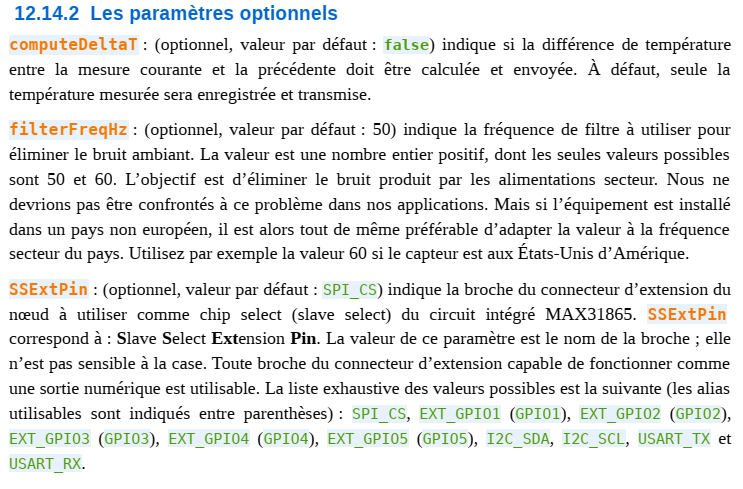 12.14.2 Les paramètres optionnels
computeDeltaT : (optionnel, valeur par défaut : false) indique si la différence de température
entre la mesure courante et la précédente doit être calculée et envoyée. À défaut, seule la
température mesurée sera enregistrée et transmise.
filterFreqHz : (optionnel, valeur par défaut : 50) indique la fréquence de filtre à utiliser pour
éliminer le bruit ambiant. La valeur est une nombre entier positif, dont les seules valeurs possibles
sont 50 et 60. L’objectif est d’éliminer le bruit produit par les alimentations secteur. Nous ne
devrions pas être confrontés à ce problème dans nos applications. Mais si l’équipement est installé
dans un pays non européen, il est alors tout de même préférable d’adapter la valeur à la fréquence
secteur du pays. Utilisez par exemple la valeur 60 si le capteur est aux États-Unis d’Amérique.
SSExtPin : (optionnel, valeur par défaut : SPI_CS) indique la broche du connecteur d’extension du
nœud à utiliser comme chip select (slave select) du circuit intégré MAX31865. SSExtPin
correspond à : Slave Select Extension Pin. La valeur de ce paramètre est le nom de la broche ; elle
n’est pas sensible à la case. Toute broche du connecteur d’extension capable de fonctionner comme
une sortie numérique est utilisable. La liste exhaustive des valeurs possibles est la suivante (les alias
utilisables sont indiqués entre parenthèses) : SPI_CS, EXT_GPIO1 (GPIO1), EXT_GPIO2 (GPIO2),
EXT_GPIO3 (GPIO3), EXT_GPIO4 (GPIO4), EXT_GPIO5 (GPIO5), I2C_SDA, I2C_SCL, USART_TX et
USART_RX.